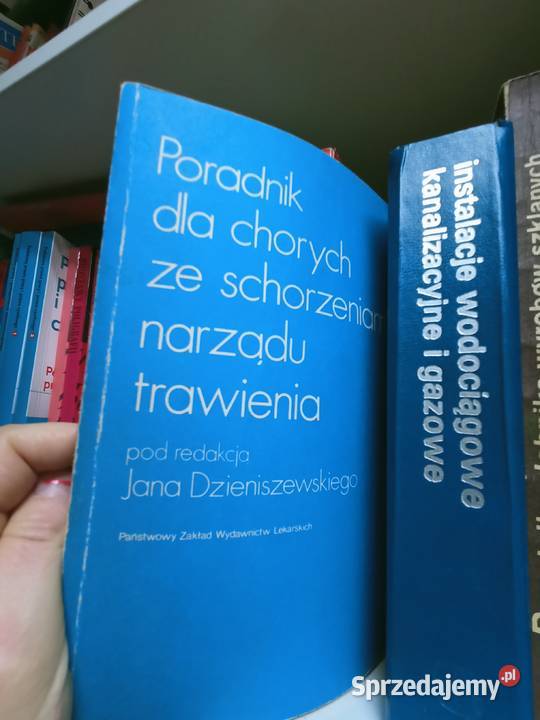 Poradnik
dla chorych
ze schorzeniam
narządu
trawienia
pod redakcją
Jana Dzieniszewskiego
Państwowy Zakład Wydawnictw Lekarskich
instalacje wodociągowe
kanalizacyjne i gazowe
szklanych
Sprzedajemy.pl